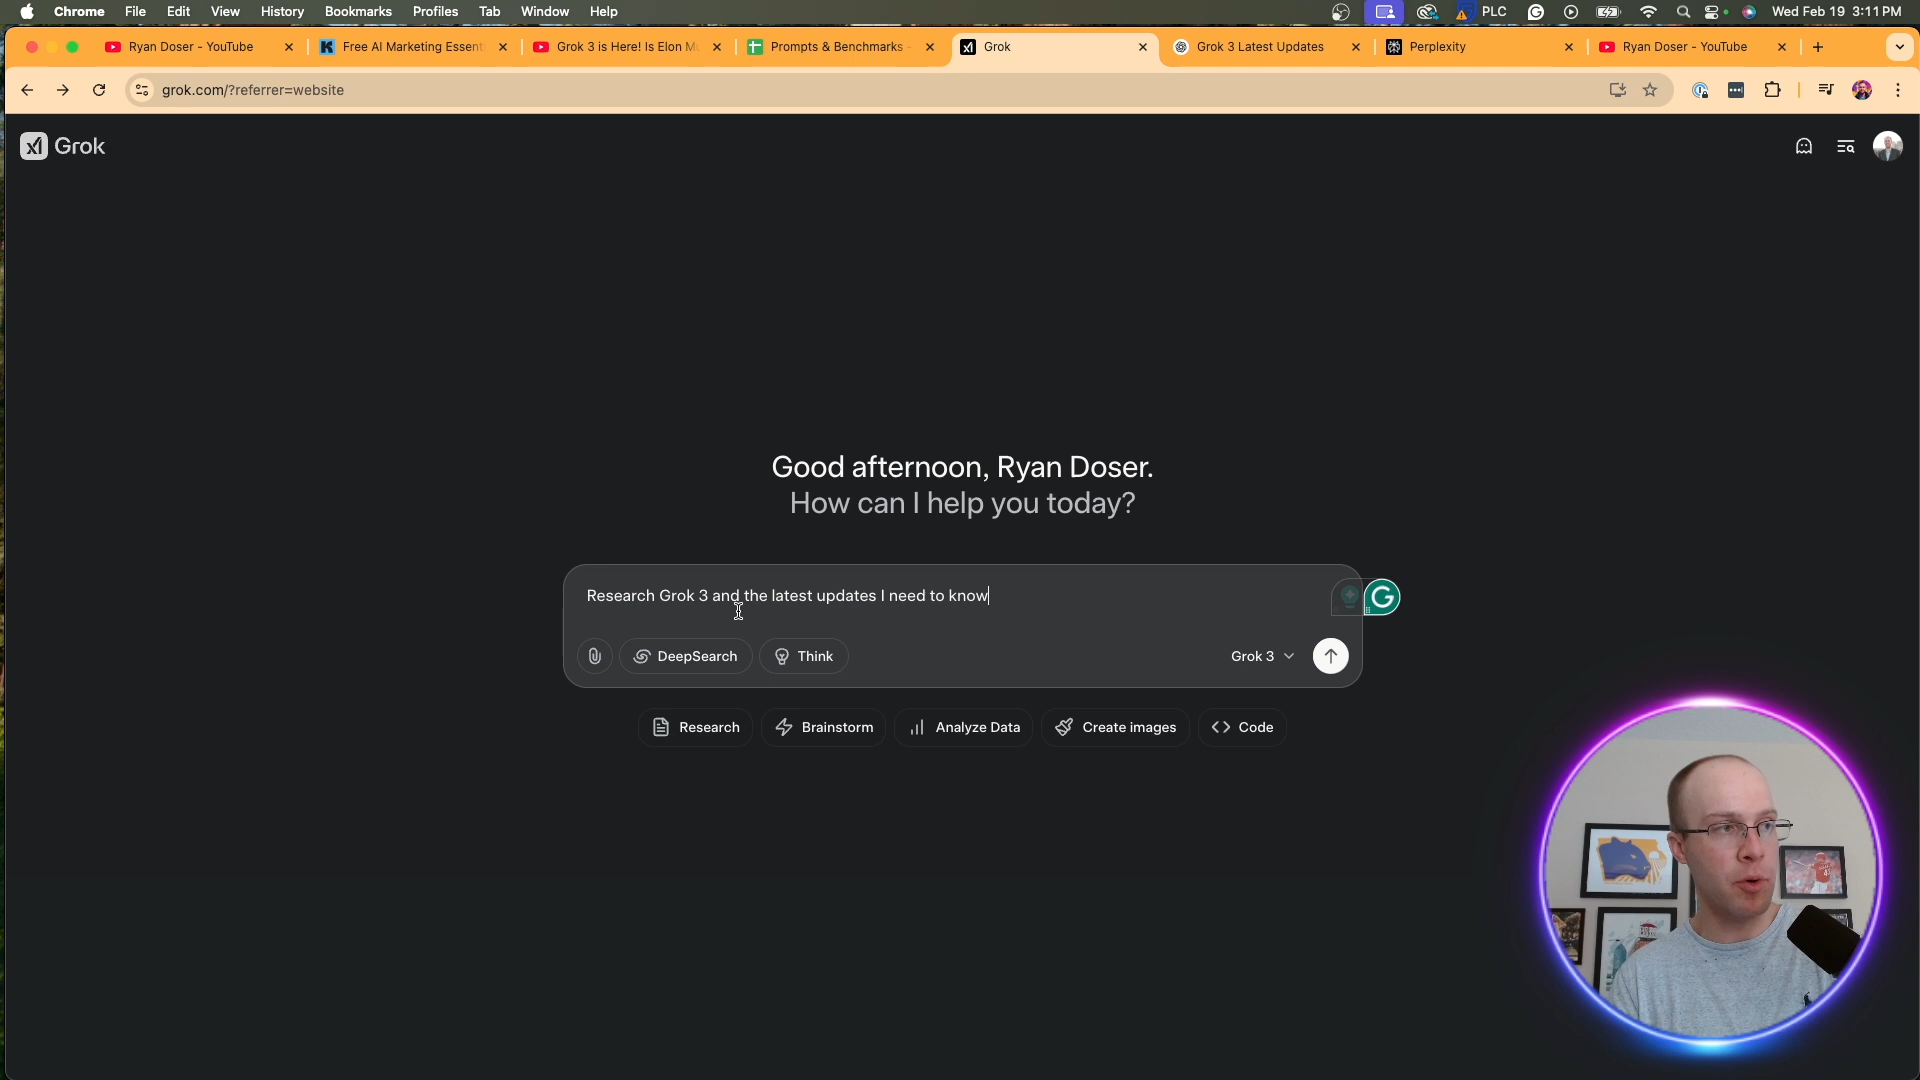 Chrome File Edit View History Bookmarks Profiles Tab Window Help PLC Wed Feb 19 3:11 PM
Ryan Doser - YouTube Free AI Marketing Essent Grok 3 is Here! Is Elon Mu Prompts & Benchmarks - Grok Grok 3 Latest Updates Perplexity Ryan Doser - YouTube
grok.com/?referrer=website
Grok
Good afternoon, Ryan Doser.
How can I help you today?
Research Grok 3 and the latest updates I need to know
DeepSearch Think Grok 3
Research Brainstorm Analyze Data Create images Code